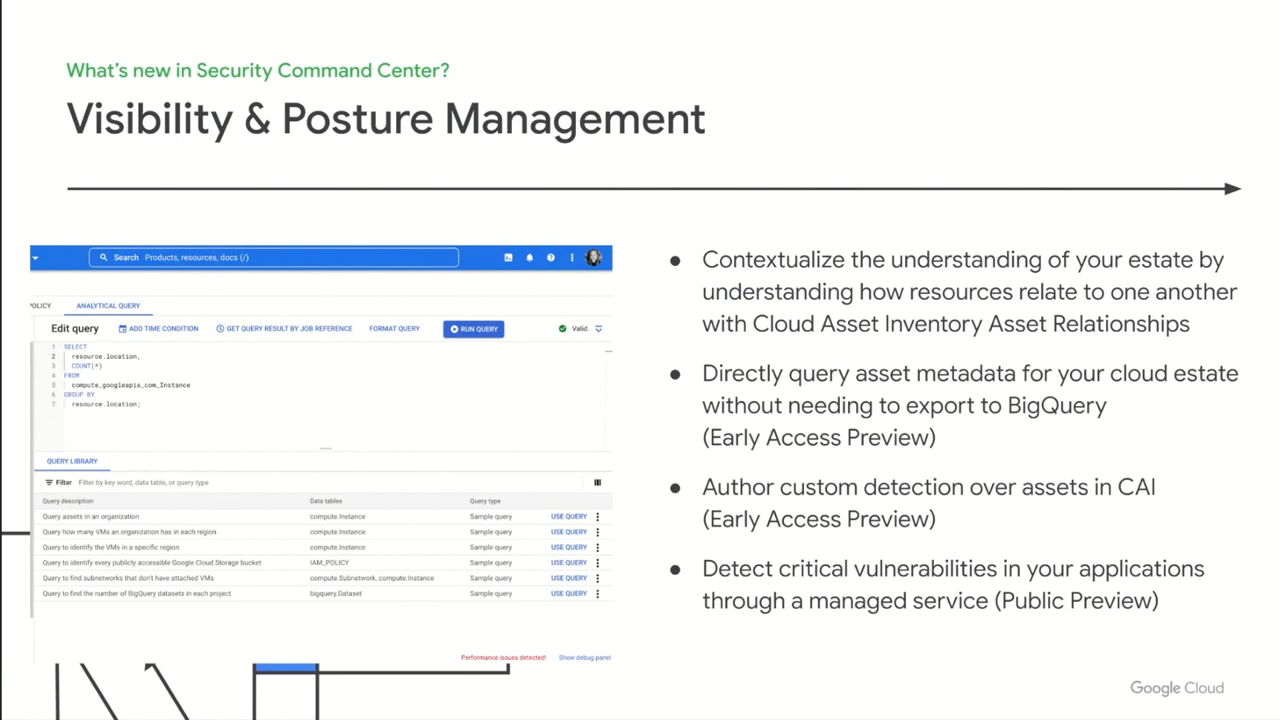 What's new in Security Command Center?
Visibility & Posture Management
Search Products, resources, docs (/)
POLICY ANALYTICAL QUERY
Edit query ADD TIME CONDITION GET QUERY RESULT BY JOB REFERENCE FORMAT QUERY RUN QUERY Valid.
1 SELECT
2 resource.location,
3 COUNT(*)
4 FROM
5 compute_googleapis_com_Instance
6 GROUP BY
7 resource.location;
QUERY LIBRARY
Filter Filter by key word, data table, or query type
Query description Data tables Query type
Query assets in an organization compute.Instance Sample query USE QUERY
Query how many VMs an organization has in each region compute.Instance Sample query USE QUERY
Query to identify the VMs in a specific region compute.Instance Sample query USE QUERY
Query to identify every publicly accessible Google Cloud Storage bucket IAM_POLICY Sample query USE QUERY
Query to find subnetworks that don't have attached VMs compute.Subnetwork, compute.Instance Sample query USE QUERY
Query to find the number of BigQuery datasets in each project bigquery.Dataset Sample query USE QUERY
Performance issues detected! Show debug panel
● Contextualize the understanding of your estate by
understanding how resources relate to one another
with Cloud Asset Inventory Asset Relationships
● Directly query asset metadata for your cloud estate
without needing to export to BigQuery
(Early Access Preview)
● Author custom detection over assets in CAI
(Early Access Preview)
● Detect critical vulnerabilities in your applications
through a managed service (Public Preview)
Google Cloud